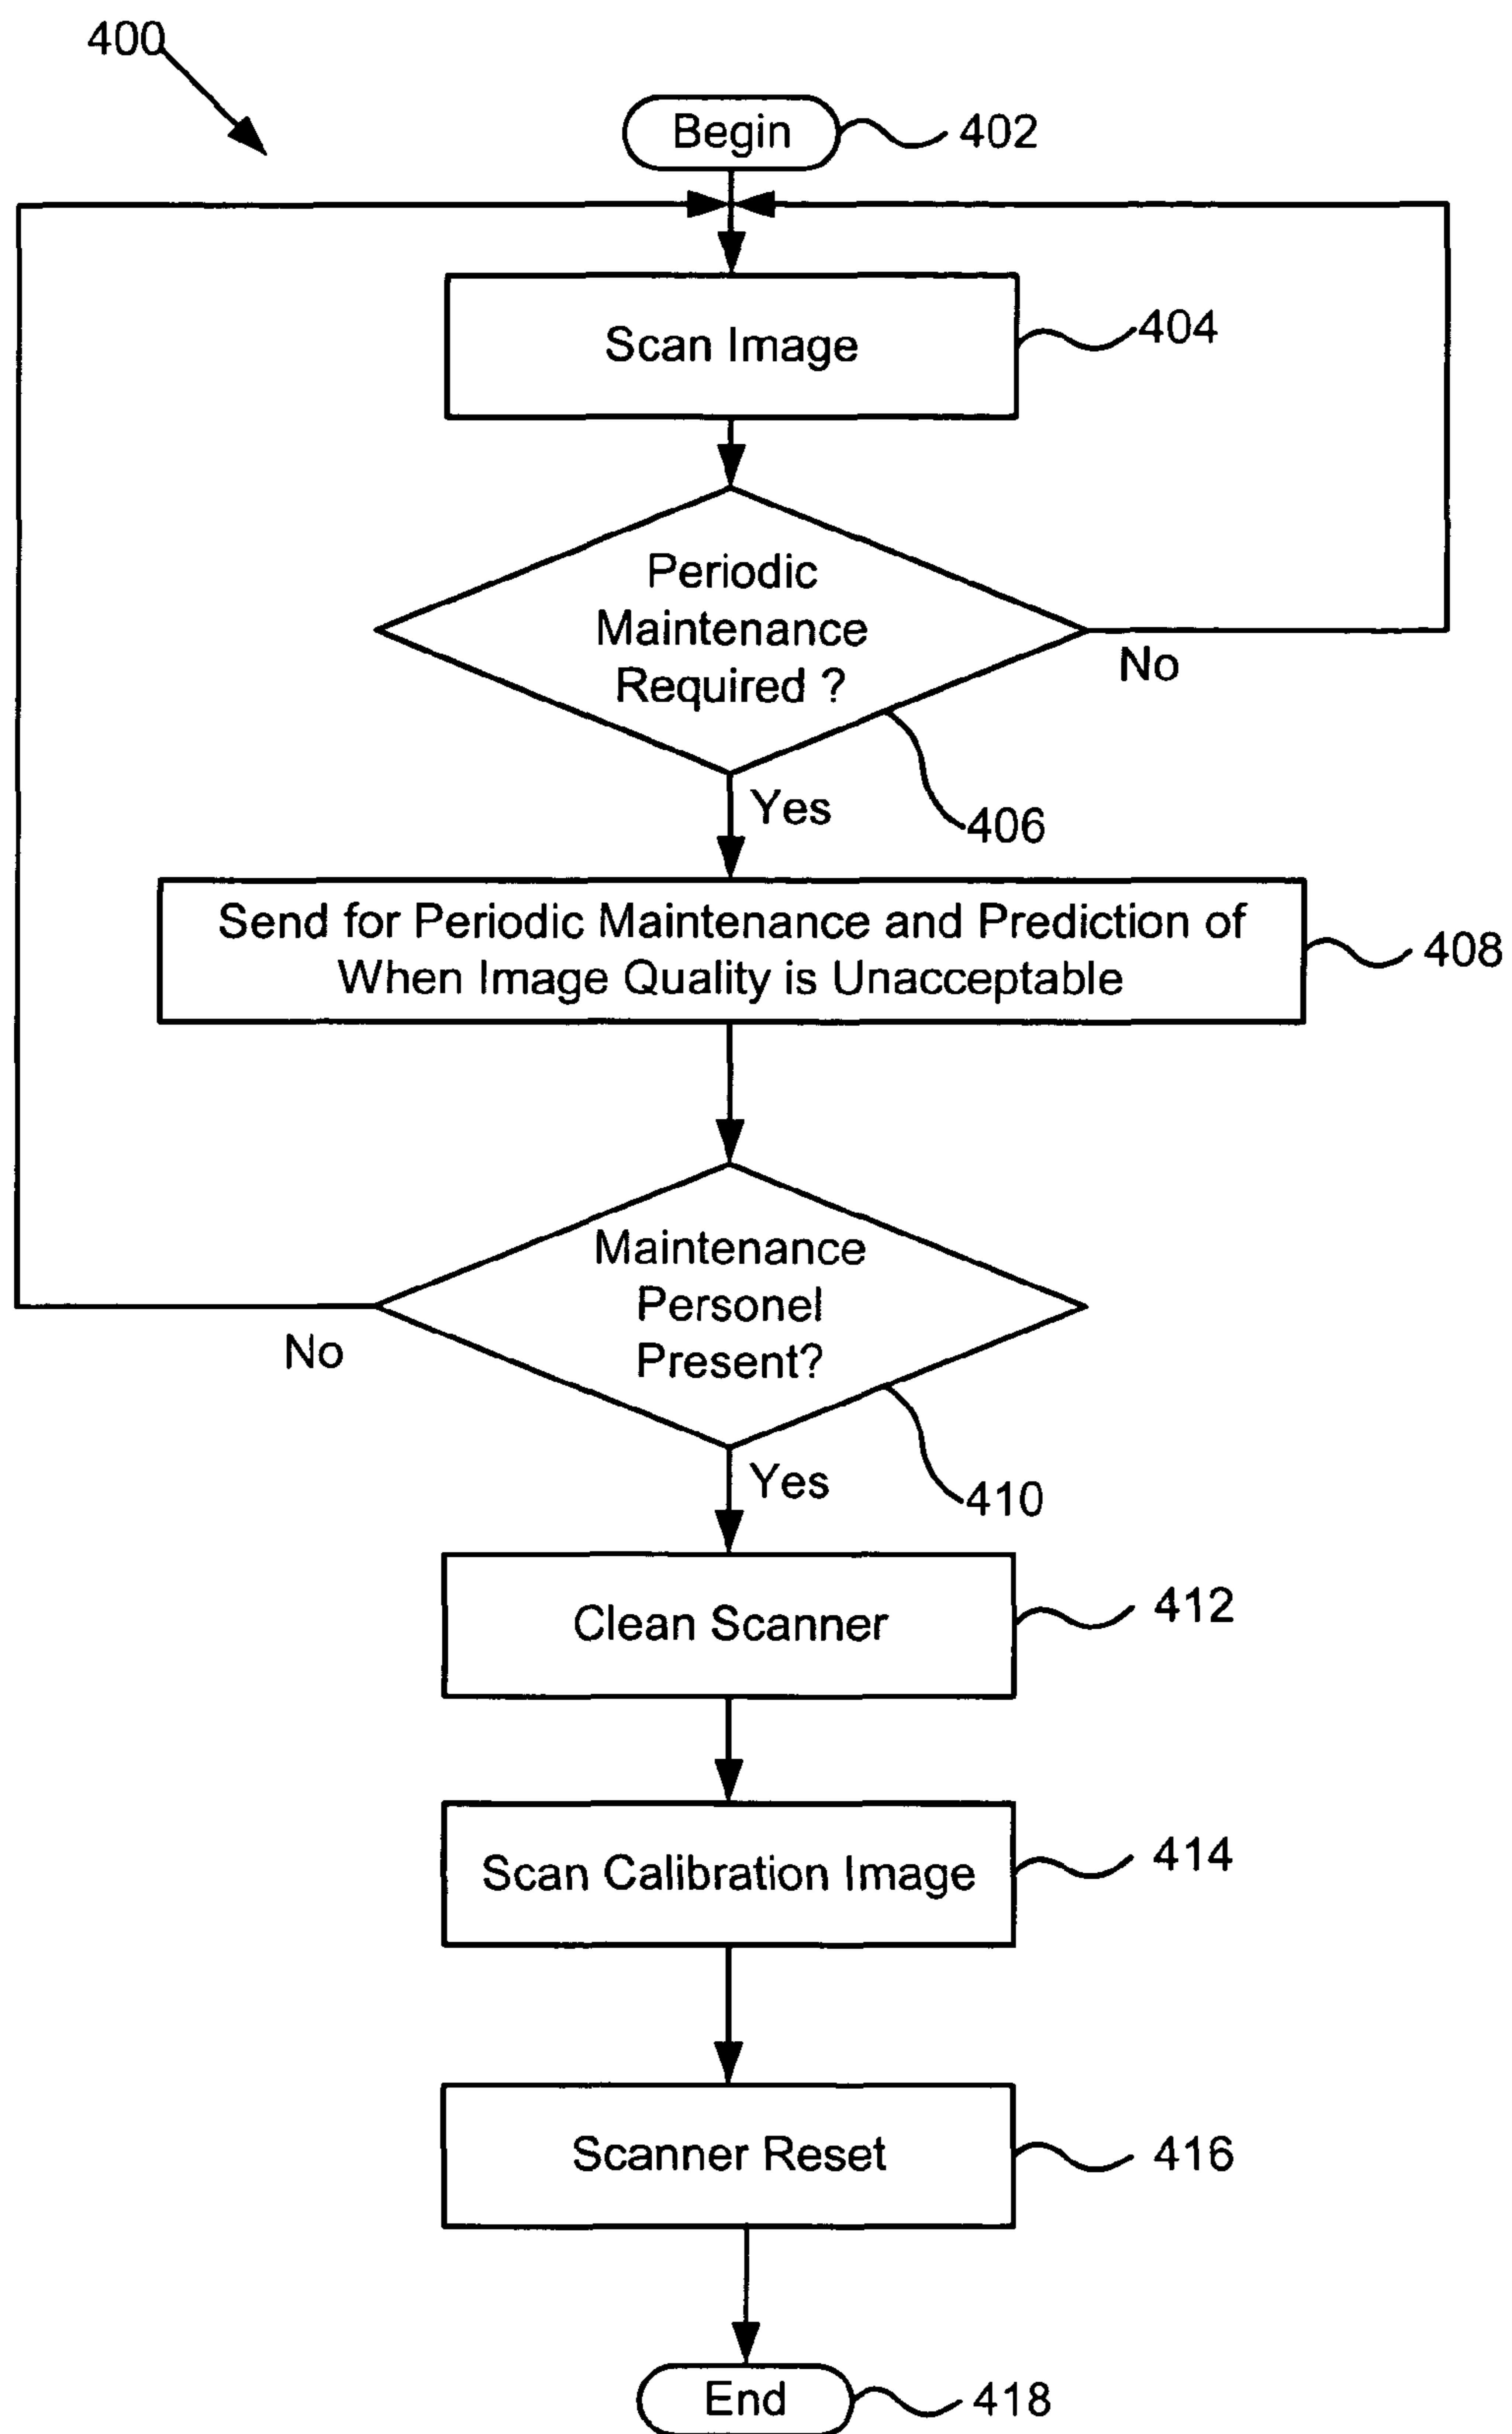 400
Begin
402
Scan Image
404
Periodic
Maintenance
Required ?
No
Yes
406
Send for Periodic Maintenance and Prediction of
When Image Quality is Unacceptable
408
Maintenance
Personel
Present?
No
Yes
410
Clean Scanner
412
Scan Calibration Image
414
Scanner Reset
416
End
418